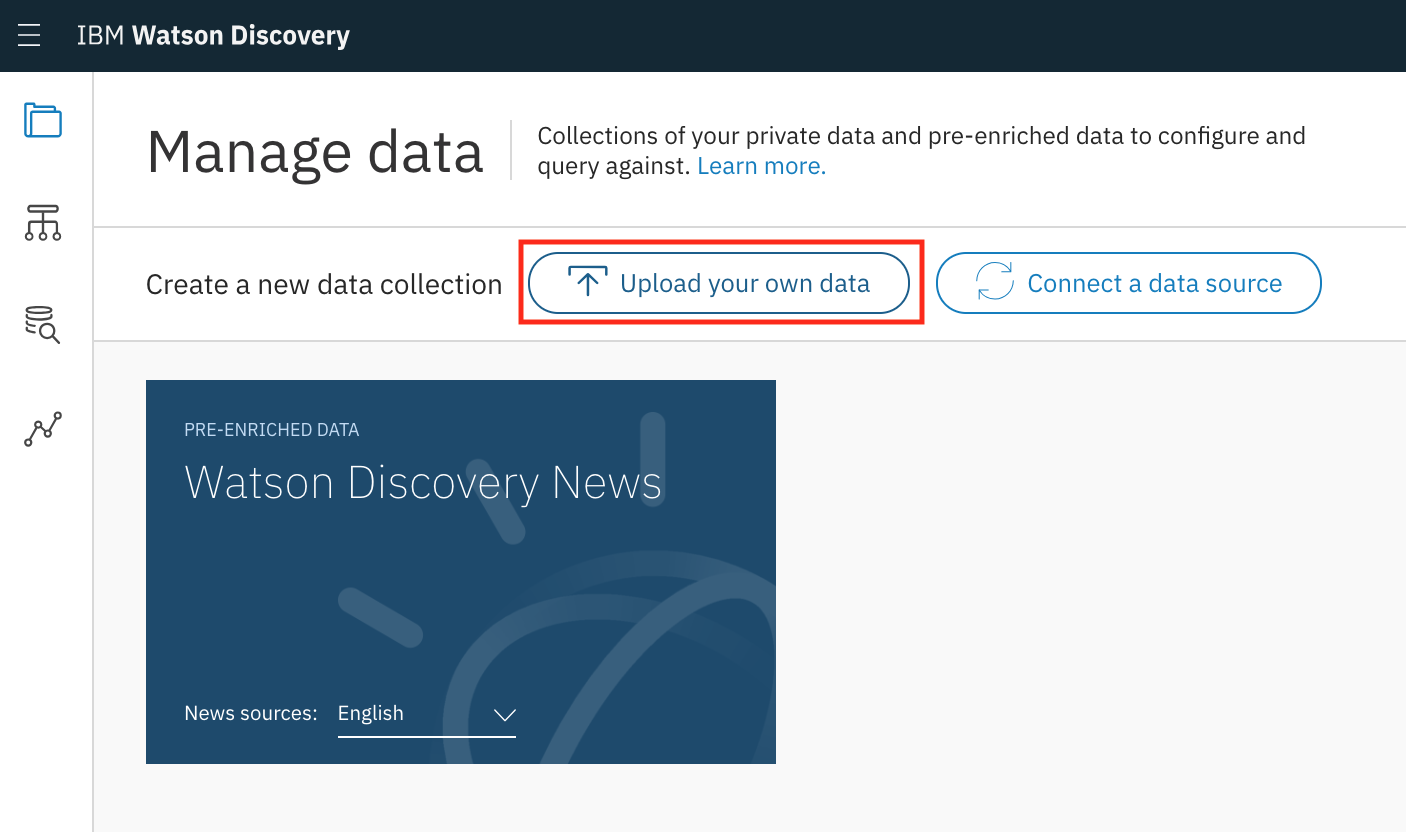 IBM Watson Discovery
Manage data
Collections of your private data and pre-enriched data to configure and
query against. Learn more.
Create a new data collection
Upload your own data
Connect a data source
PRE-ENRICHED DATA
Watson Discovery News
News sources: English